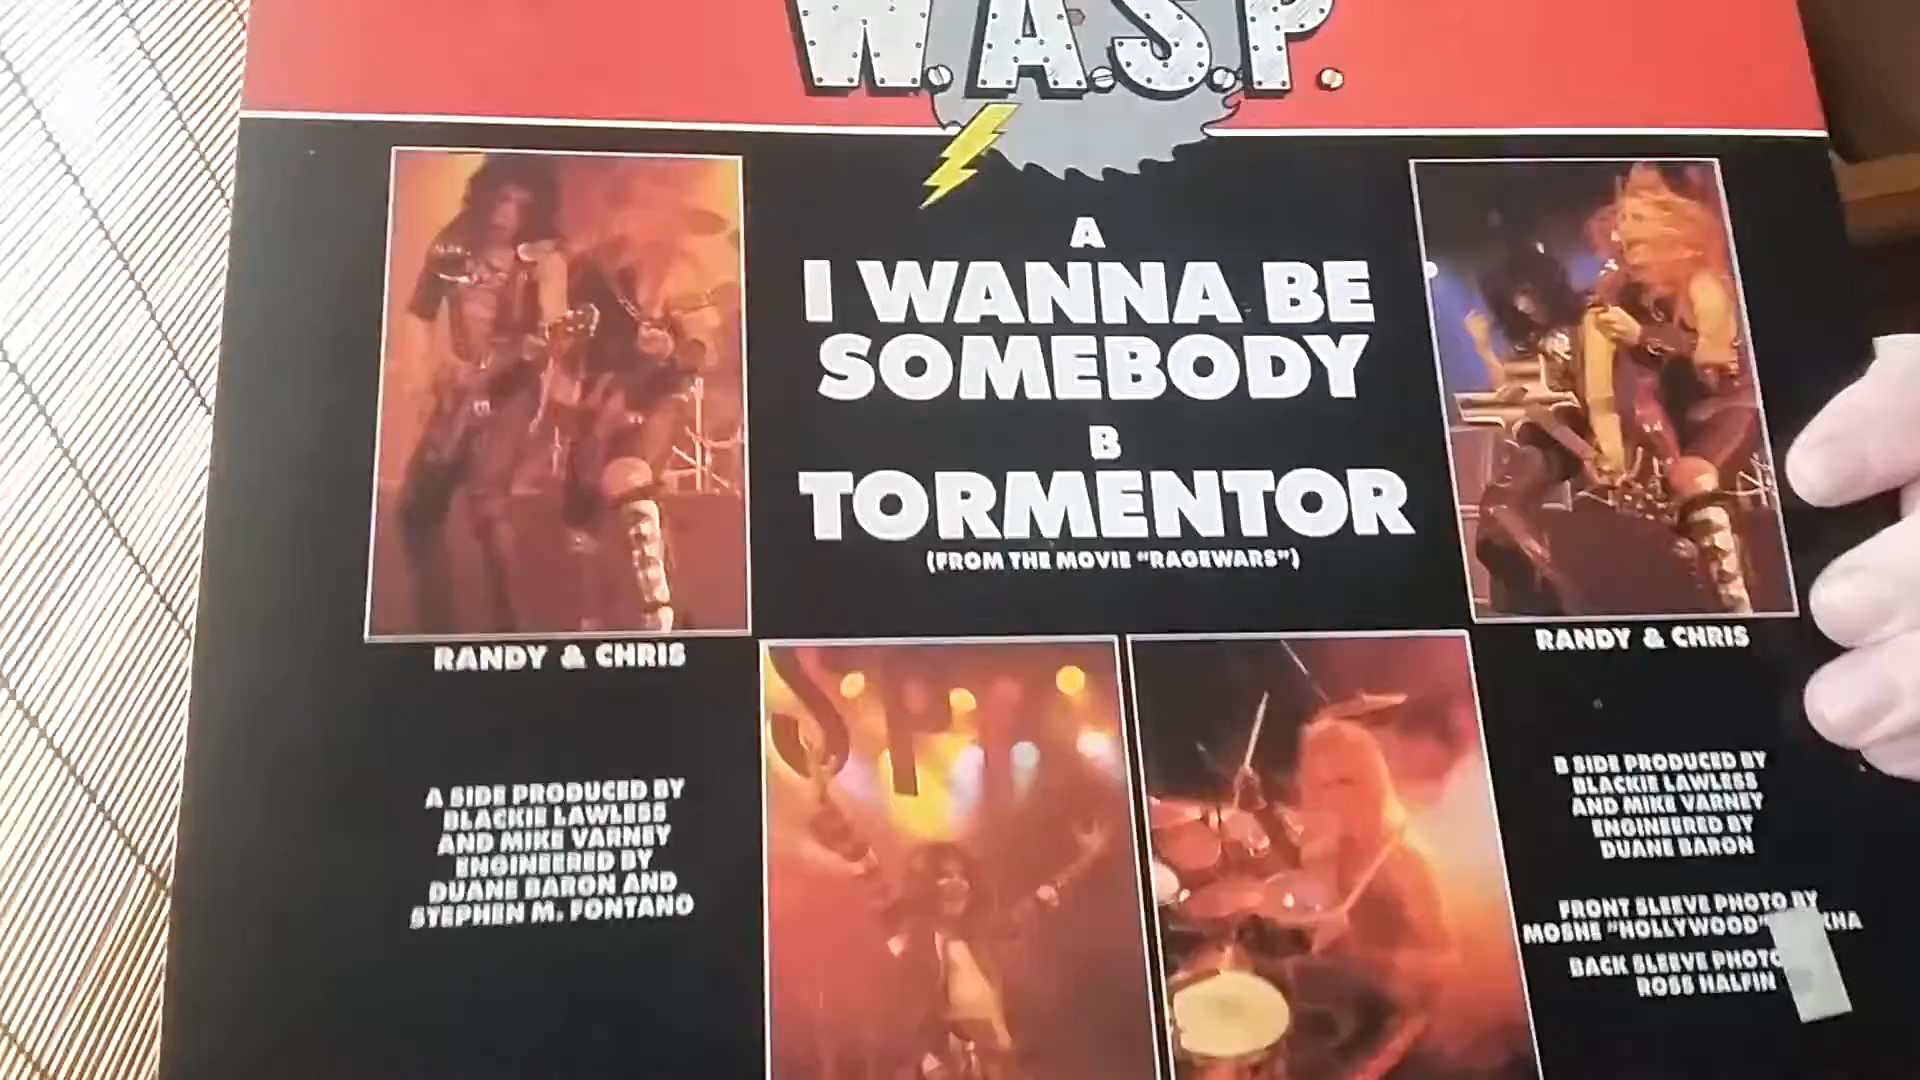 W.A.S.P.
A
I WANNA BE
SOMEBODY
B
TORMENTOR
(FROM THE MOVIE "RAGEWARS")
RANDY & CHRIS
RANDY & CHRIS
A SIDE PRODUCED BY
BLACKIE LAWLESS
AND MIKE VARNEY
ENGINEERED BY
DUANE BARON AND
STEPHEN M. FONTANO
B SIDE PRODUCED BY
BLACKIE LAWLESS
AND MIKE VARNEY
ENGINEERED BY
DUANE BARON
FRONT SLEEVE PHOTO BY
MOSHE "HOLLYWOOD"
BACK SLEEVE PHOTO
ROSS HALFIN